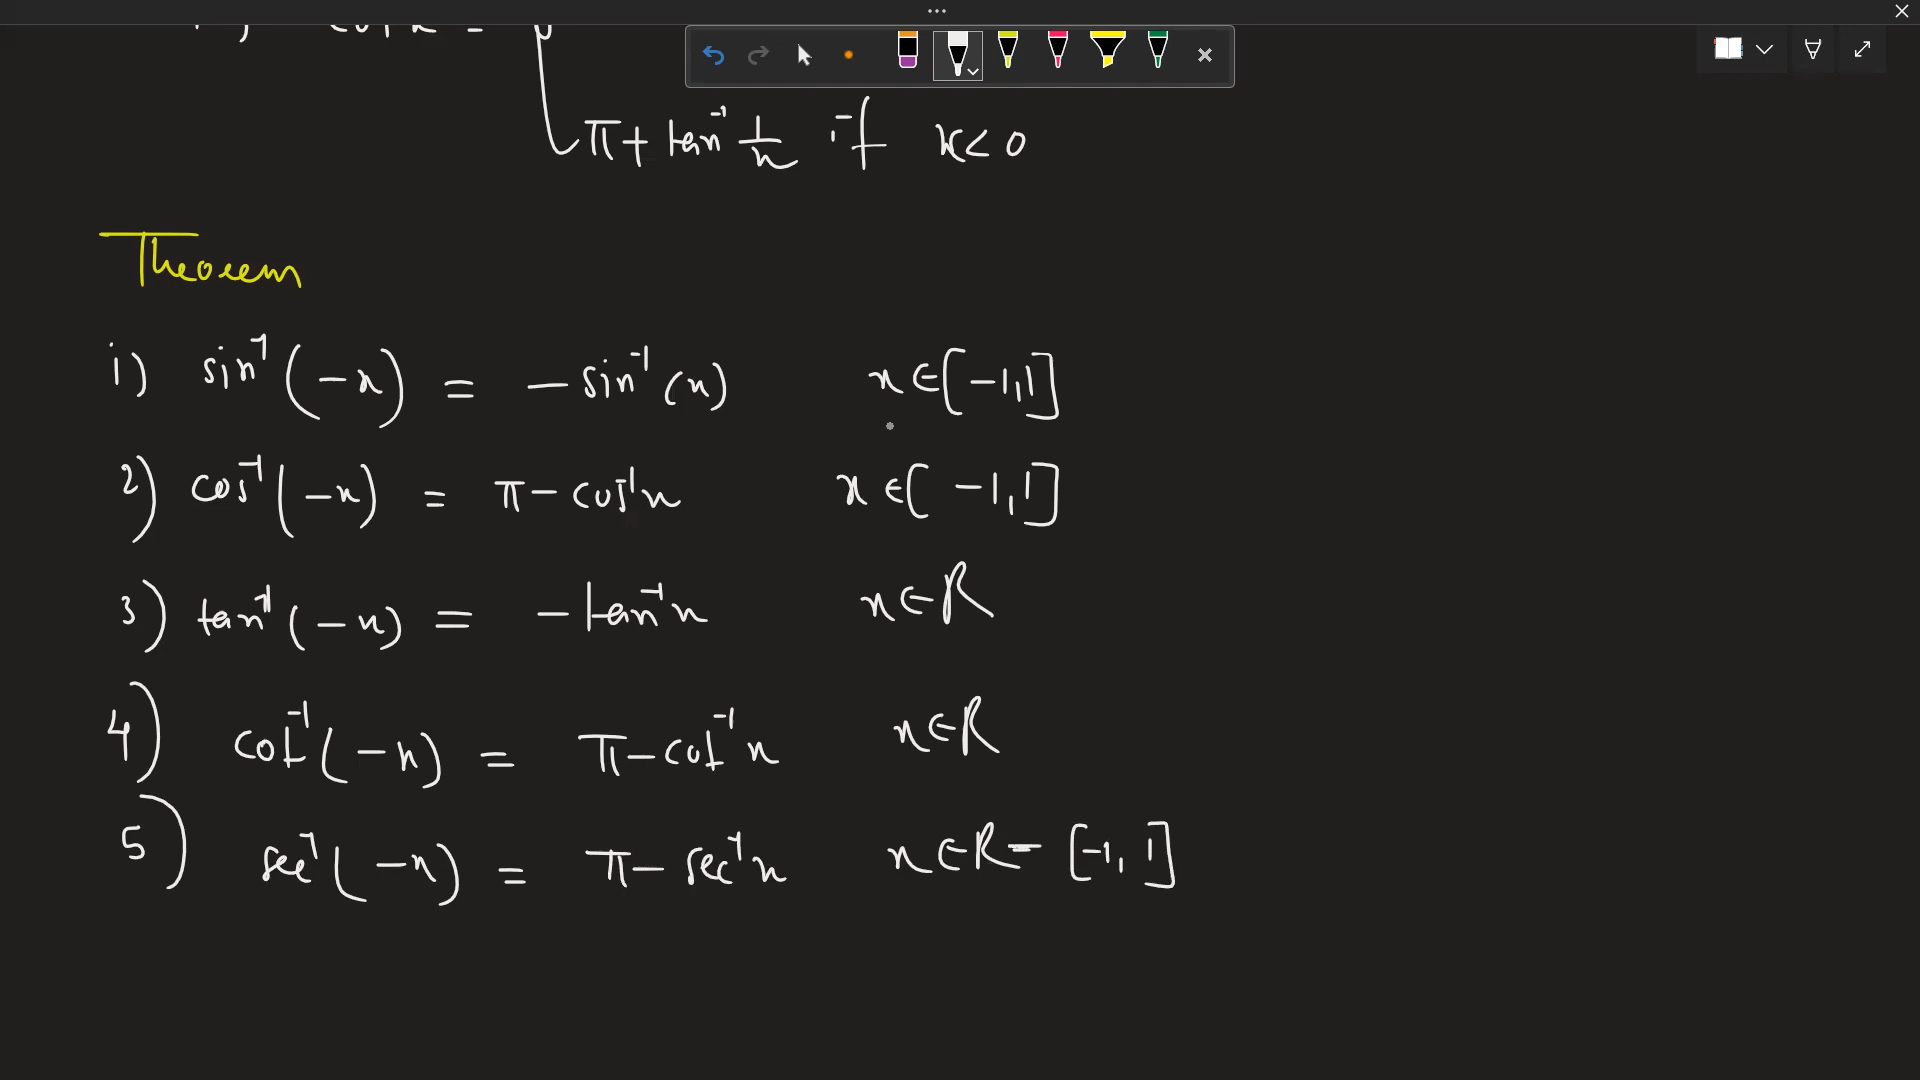 π + tan⁻¹ 1/x if x < 0
Theorem
1) sin⁻¹(-x) = - sin⁻¹(x) x ∈ [-1,1]
2) cos⁻¹(-x) = π - cos⁻¹x x ∈ [-1,1]
3) tan⁻¹(-x) = - tan⁻¹x x ∈ R
4) cot⁻¹(-x) = π - cot⁻¹x x ∈ R
5) sec⁻¹(-x) = π - sec⁻¹x x ∈ R - [-1, 1]